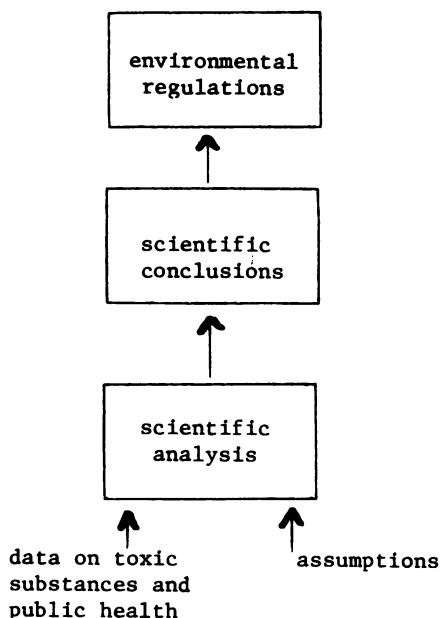 environmental
regulations
scientific
conclusions
scientific
analysis
data on toxic
substances and
public health
assumptions